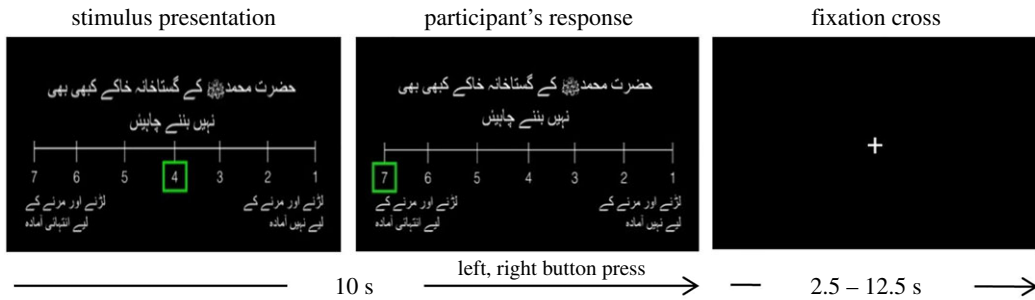 stimulus presentation
participant's response
fixation cross
حضرت محمدﷺ کے گستاخانہ خاکے کبھی بھی
نہیں بننے چاہیئں
7 6 5 4 3 2 1
لڑنے اور مرنے کے
لیے انتہائی آمادہ
لڑنے اور مرنے کے
لیے نہیں آمادہ
حضرت محمدﷺ کے گستاخانہ خاکے کبھی بھی
نہیں بننے چاہیئں
7 6 5 4 3 2 1
لڑنے اور مرنے کے
لیے انتہائی آمادہ
لڑنے اور مرنے کے
لیے نہیں آمادہ
+
10 s
left, right button press
2.5 – 12.5 s